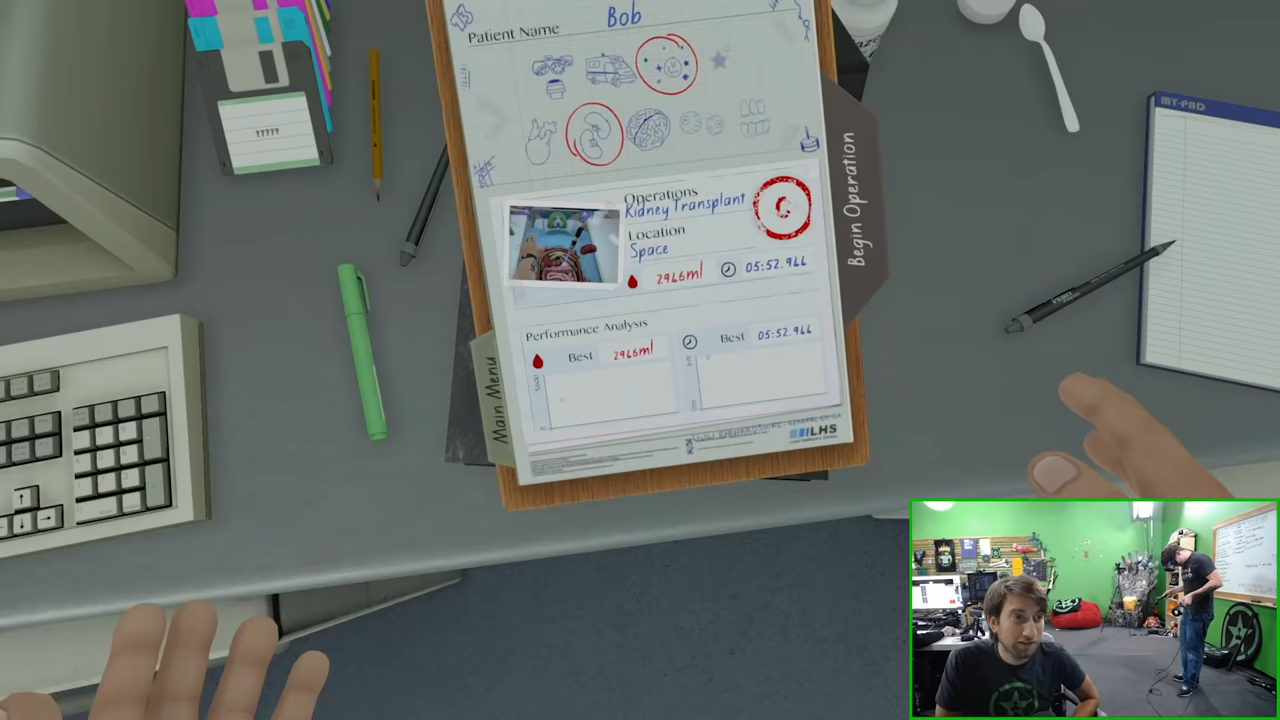 Bob
Patient Name
?????
MY-PAD
Operations
Kidney Transplant
C
Location
Space
2966ml
05:52.966
Begin Operation
Performance Analysis
Best 2966ml
Best 05:52.966
Main Menu
LHS